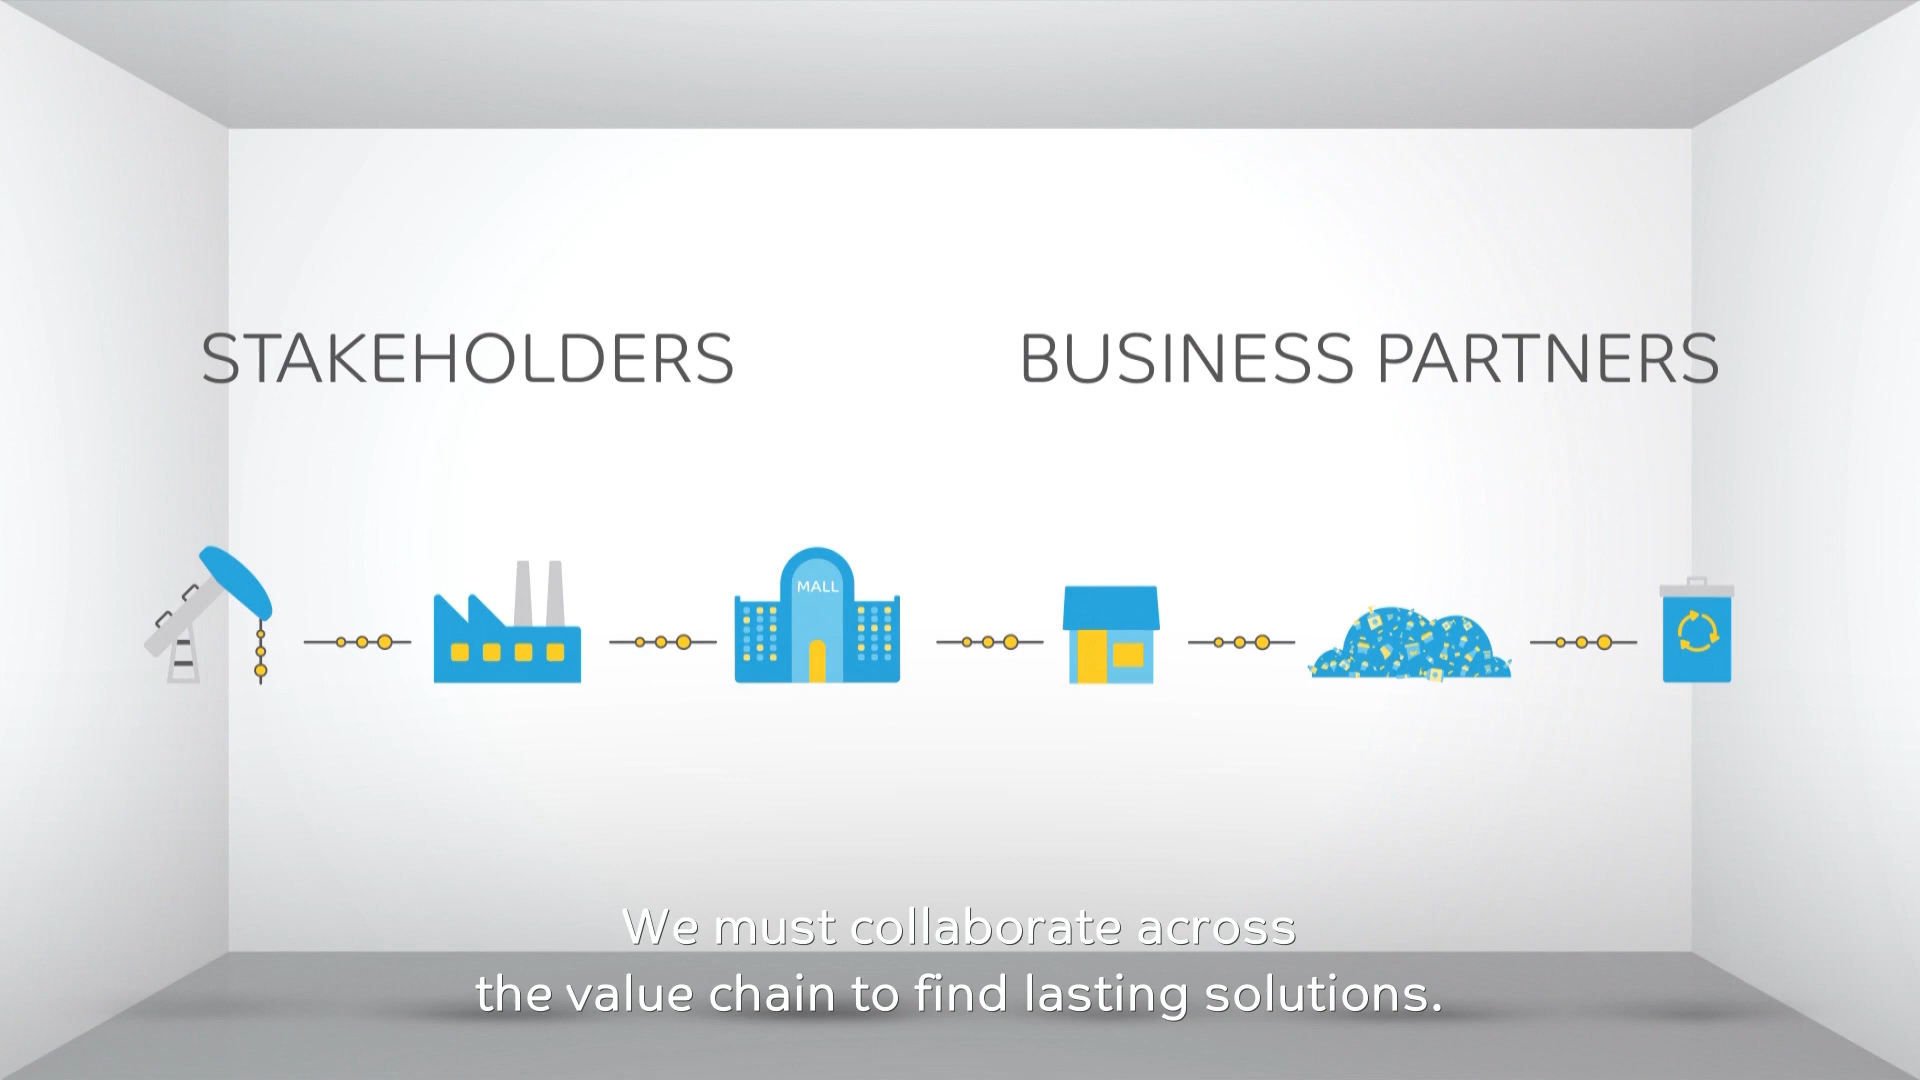 STAKEHOLDERS
BUSINESS PARTNERS
MALL
We must collaborate across
the value chain to find lasting solutions.